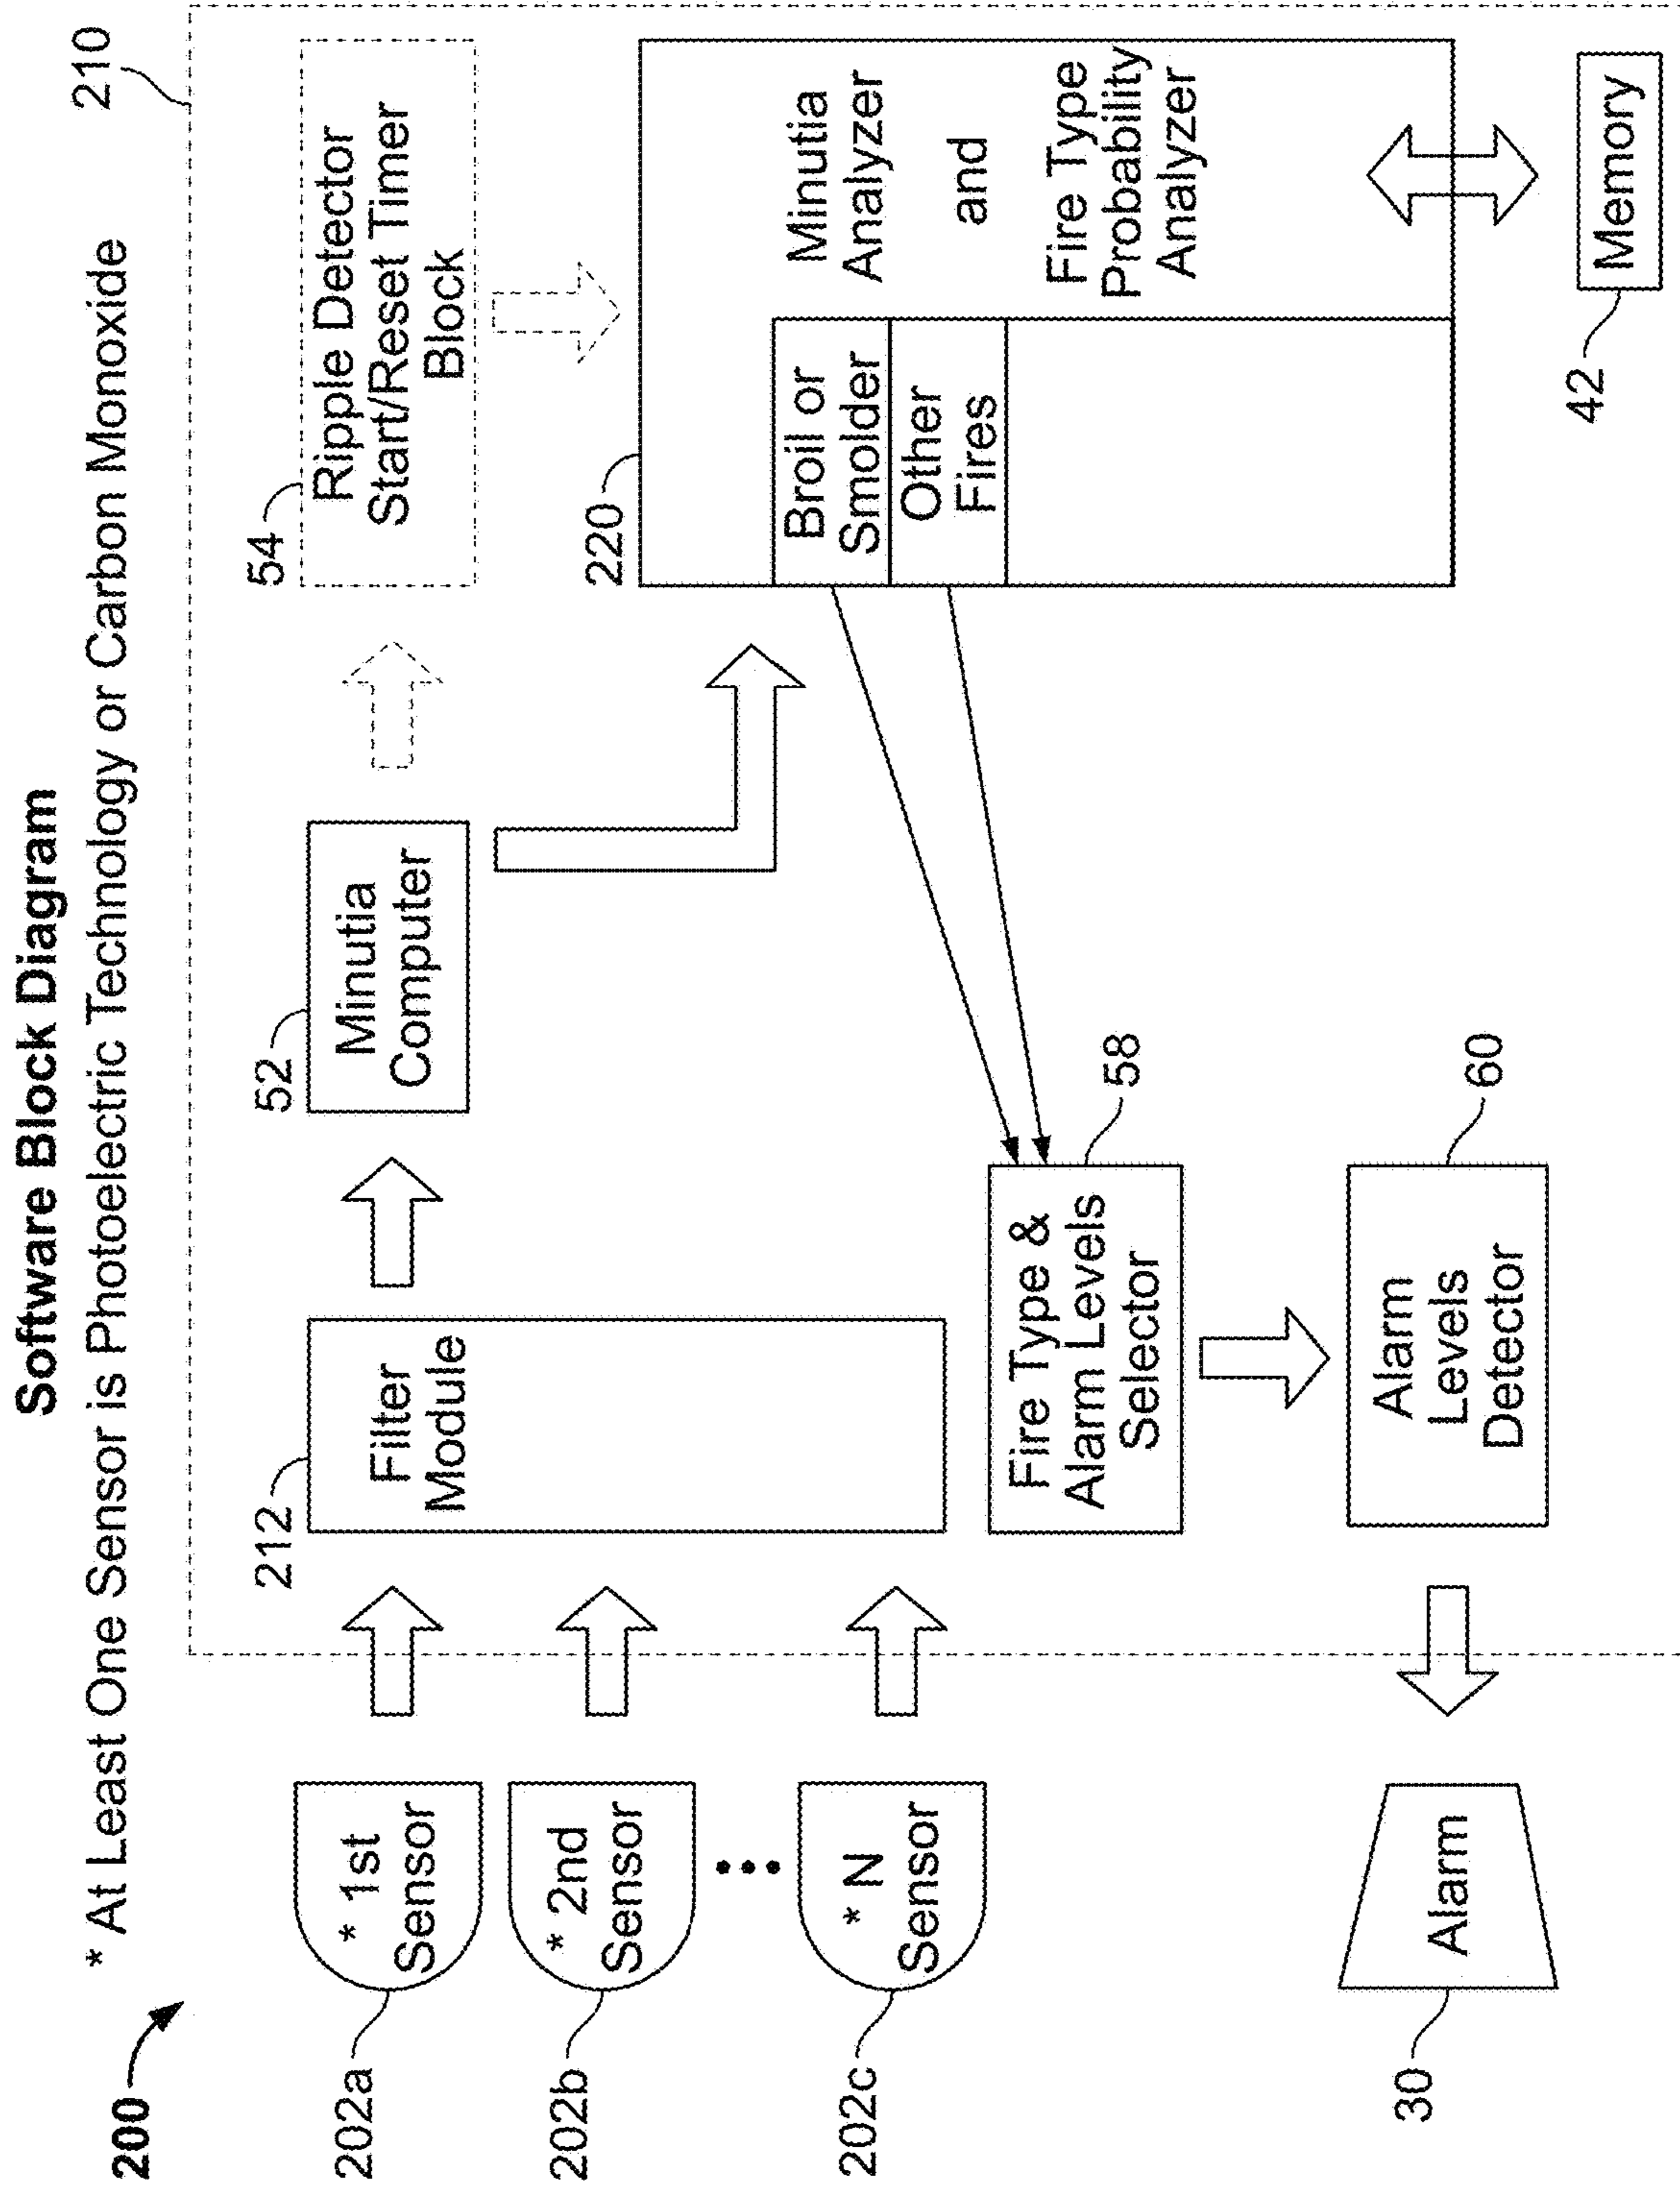 Software Block Diagram
* At Least One Sensor is Photoelectric Technology or Carbon Monoxide
200
210
202a
* 1st
Sensor
202b
* 2nd
Sensor
202c
* N
Sensor
212
Filter
Module
52
Minutia
Computer
54
Ripple Detector
Start/Reset Timer
Block
220
Broil or
Smolder
Other
Fires
Minutia
Analyzer
and
Fire Type
Probability
Analyzer
Fire Type &
Alarm Levels
Selector
58
Alarm
Levels
Detector
60
30
Alarm
42
Memory